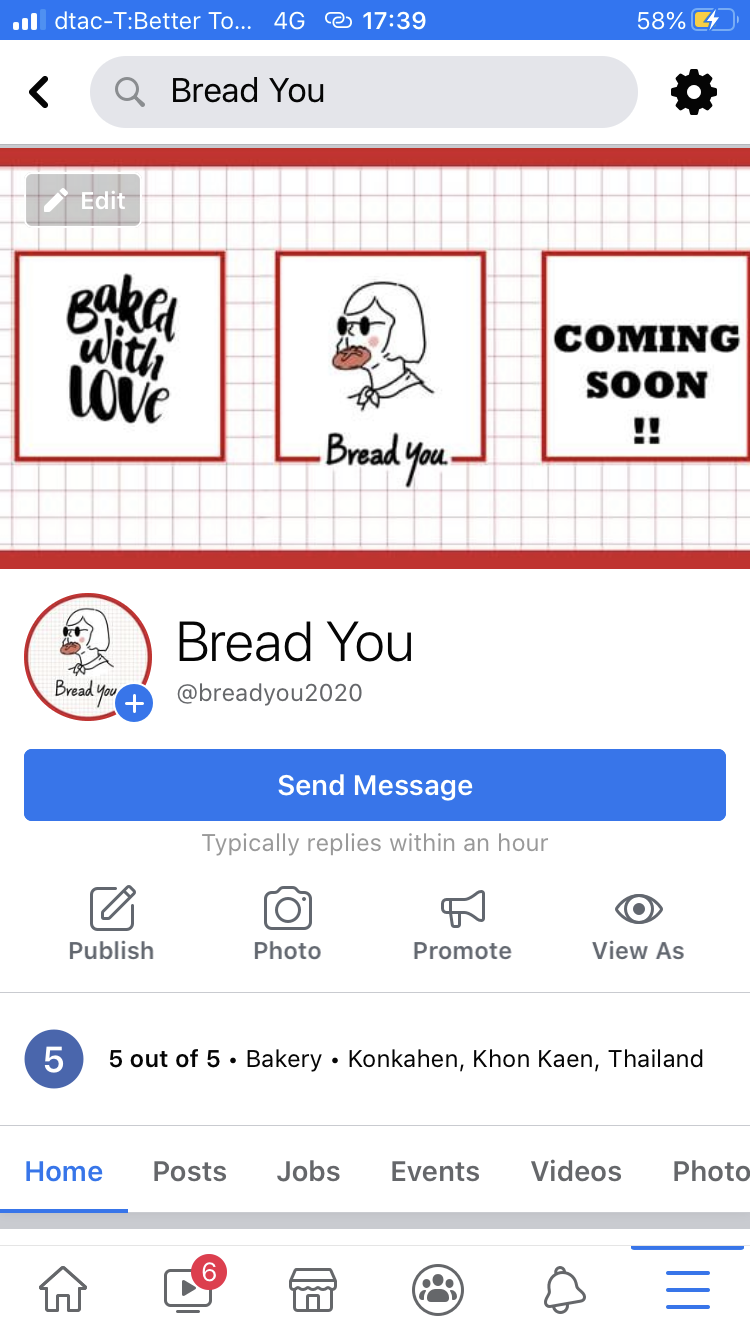 dtac-T:Better To... 4G 17:39 58%
Bread You
Edit
Baked
with
LOVE
Bread You
COMING
SOON
!!
Bread You
Bread You
@breadyou2020
Send Message
Typically replies within an hour
Publish Photo Promote View As
5 5 out of 5 • Bakery • Konkahen, Khon Kaen, Thailand
Home Posts Jobs Events Videos Photo
6